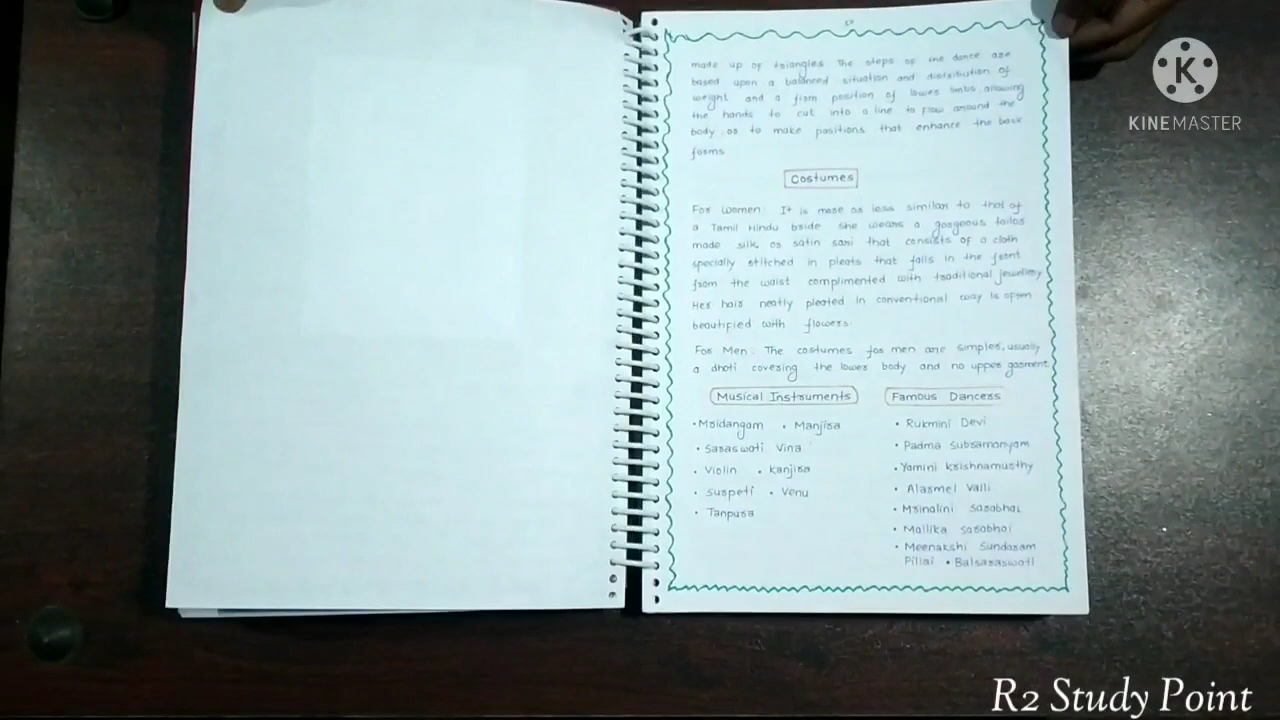 made up of triangles. The steps of the dance are
based upon a balanced situation and distribution of
weight and a firm position of lower limbs, allowing
the hands to cut into a line to flow around the
body, or to make positions that enhance the basic
forms
Costumes
For women: It is more or less similar to that of
a Tamil Hindu bride she wears a gorgeous tailor
made silk or satin sari that consists of a cloth
specially stitched in pleats that falls in the front
from the waist complimented with traditional jewellery
Her hair neatly pleated in conventional way is often
beautified with flowers.
For Men: The costumes for men are simpler, usually
a dhoti covering the lower body and no upper garment
Musical Instruments
• Mridangam • Manjira
• Saraswati Vina
• Violin • Kanjira
• Surpeti • Venu
• Tanpura
Famous Dancers
• Rukmini Devi
• Padma Subramanyam
• Yamini Krishnamurthy
• Alarmel Valli
• Mrinalini Sarabhai
• Mallika Sarabhai
• Meenakshi Sundaram
Pillai • Balsaraswati
KINEMASTER
R2 Study Point